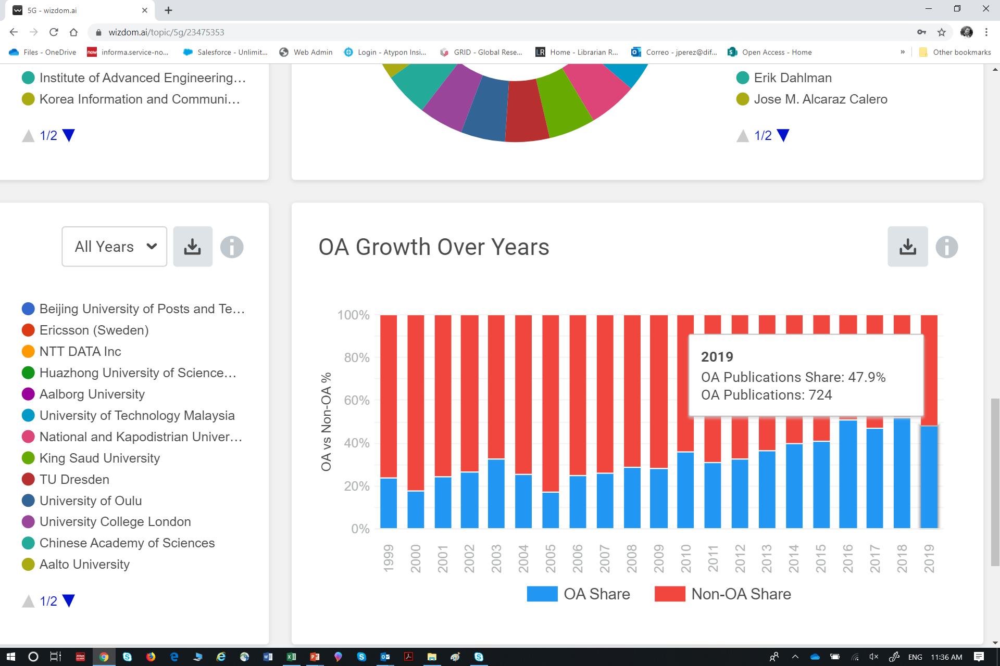 5G - wizdom.ai
wizdom.ai/topic/5g/23475353
Files - OneDrive
now informa.service-no...
Salesforce - Unlimit...
Web Admin
Login - Atypon Insi...
GRID - Global Rese...
LR Home - Librarian R...
Correo - jperez@dif...
Open Access - Home
»
Other bookmarks
Institute of Advanced Engineering…
Korea Information and Communi…
1/2
Erik Dahlman
Jose M. Alcaraz Calero
1/2
All Years
Beijing University of Posts and Te…
Ericsson (Sweden)
NTT DATA Inc
Huazhong University of Science…
Aalborg University
University of Technology Malaysia
National and Kapodistrian Univer…
King Saud University
TU Dresden
University of Oulu
University College London
Chinese Academy of Sciences
Aalto University
1/2
OA Growth Over Years
OA vs Non-OA %
100%
80%
60%
40%
20%
0%
2019
OA Publications Share: 47.9%
OA Publications: 724
1999
2000
2001
2002
2003
2004
2005
2006
2007
2008
2009
2010
2011
2012
2013
2014
2015
2016
2017
2018
2019
OA Share
Non-OA Share
ENG
11:36 AM